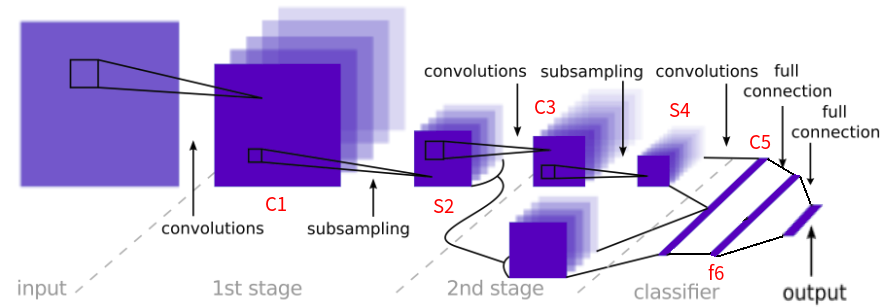 convolutions
subsampling
convolutions
full
connection
full
connection
C3
S4
C5
C1
S2
convolutions
subsampling
f6
input
1st stage
2nd stage
classifier
output